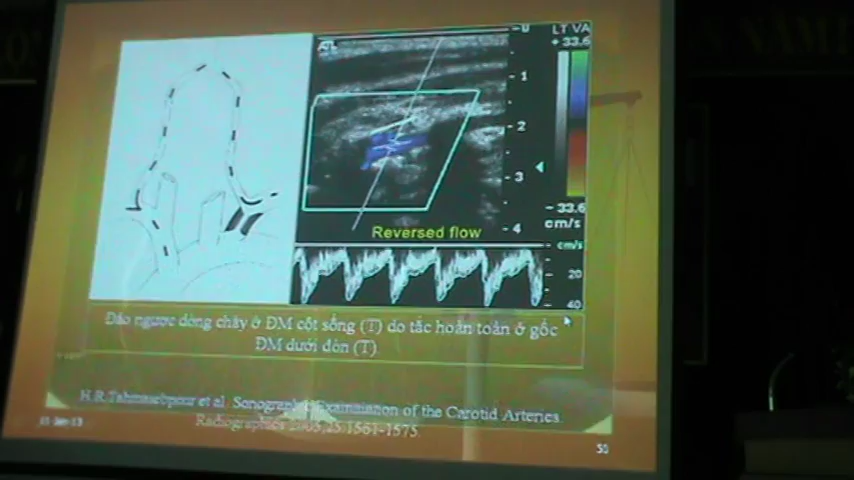 LT VA
+ 33.6
ATL
0
1
2
3
4
- 33.6
cm/s
Reversed flow
cm/s
20
40
Đảo ngược dòng chảy ở ĐM cột sống (T) do tắc hoàn toàn ở gốc
ĐM dưới đòn (T)
H.R.Tahmasebpour et al. Sonographic Examination of the Carotid Arteries.
Radiographics 2005;25:1561-1575.
50